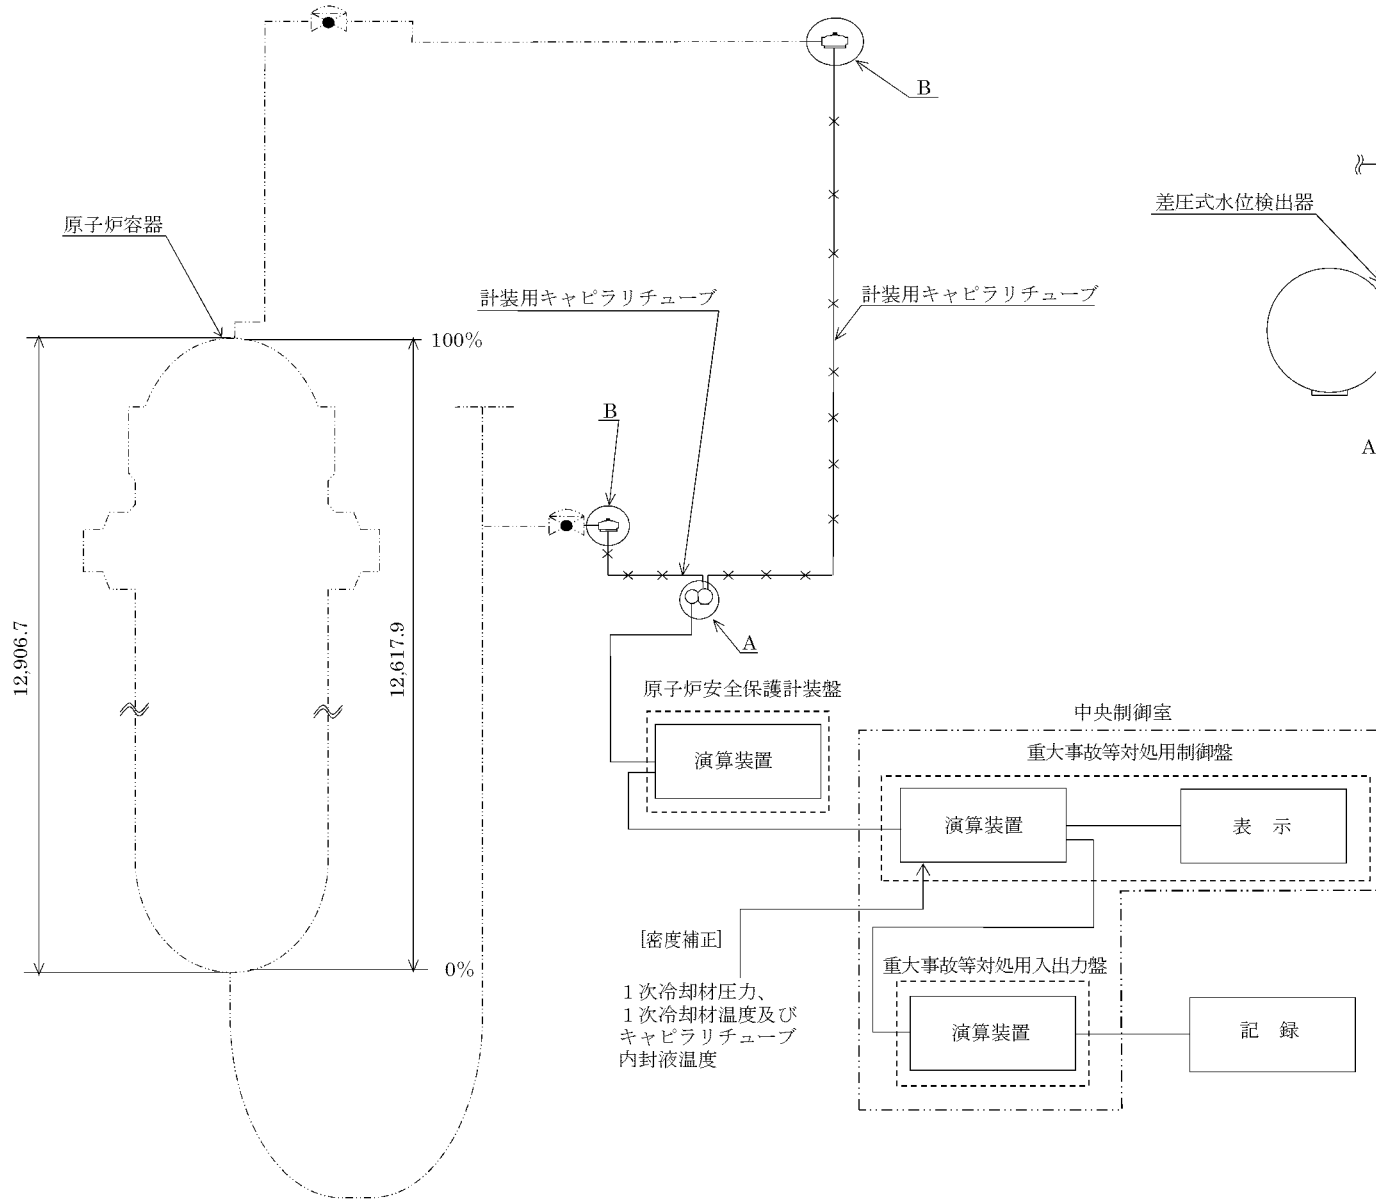 B
原子炉容器
差圧式水位検出器
計装用キャピラリチューブ
計装用キャピラリチューブ
100%
B
A
A
12,906.7
12,617.9
原子炉安全保護計装盤
演算装置
中央制御室
重大事故等対処用制御盤
演算装置
表 示
[密度補正]
0%
1次冷却材圧力、
1次冷却材温度及び
キャピラリチューブ
内封液温度
重大事故等対処用入出力盤
演算装置
記 録